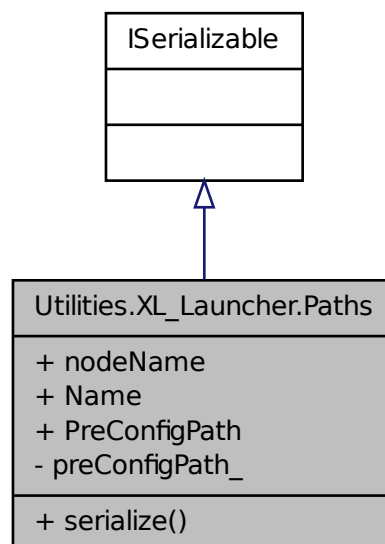 ISerializable
Utilities.XL_Launcher.Paths
+ nodeName
+ Name
+ PreConfigPath
- preConfigPath_
+ serialize()